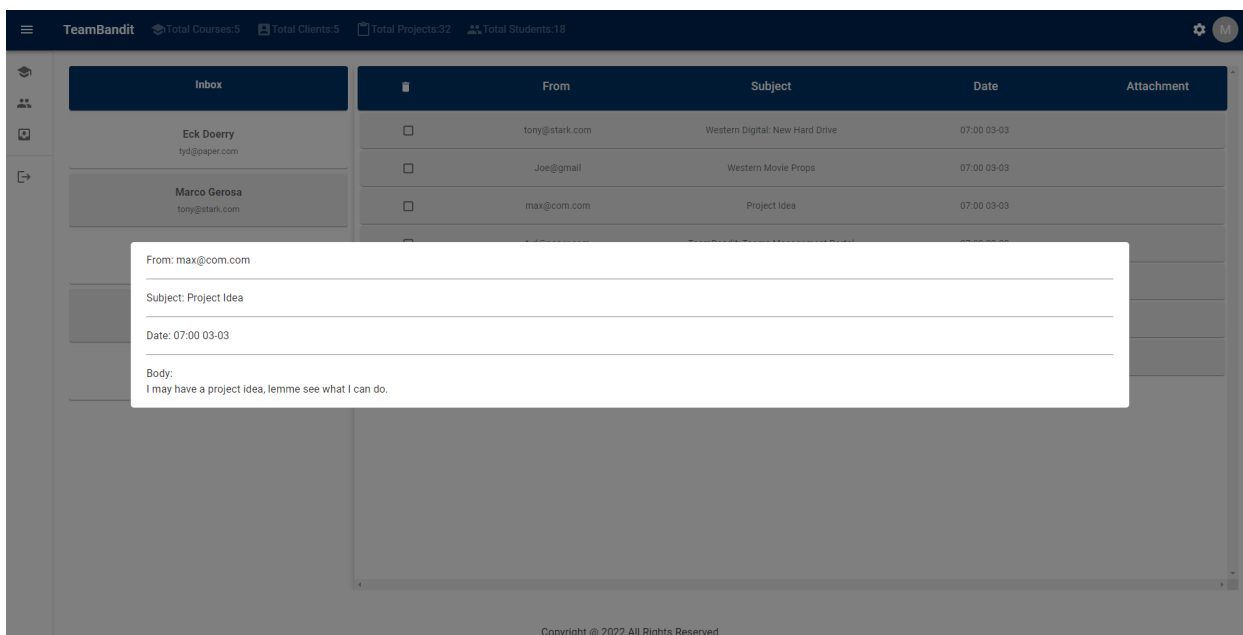 TeamBandit Total Courses:5 Total Clients:5 Total Projects:32 Total Students:18 M
Inbox
Eck Doerry
tyd@paper.com
Marco Gerosa
tony@stark.com
From Subject Date Attachment
tony@stark.com Western Digital: New Hard Drive 07:00 03-03
Joe@gmail Western Movie Props 07:00 03-03
max@com.com Project Idea 07:00 03-03
From: max@com.com
Subject: Project Idea
Date: 07:00 03-03
Body:
I may have a project idea, lemme see what I can do.
Copyright @ 2022 All Rights Reserved